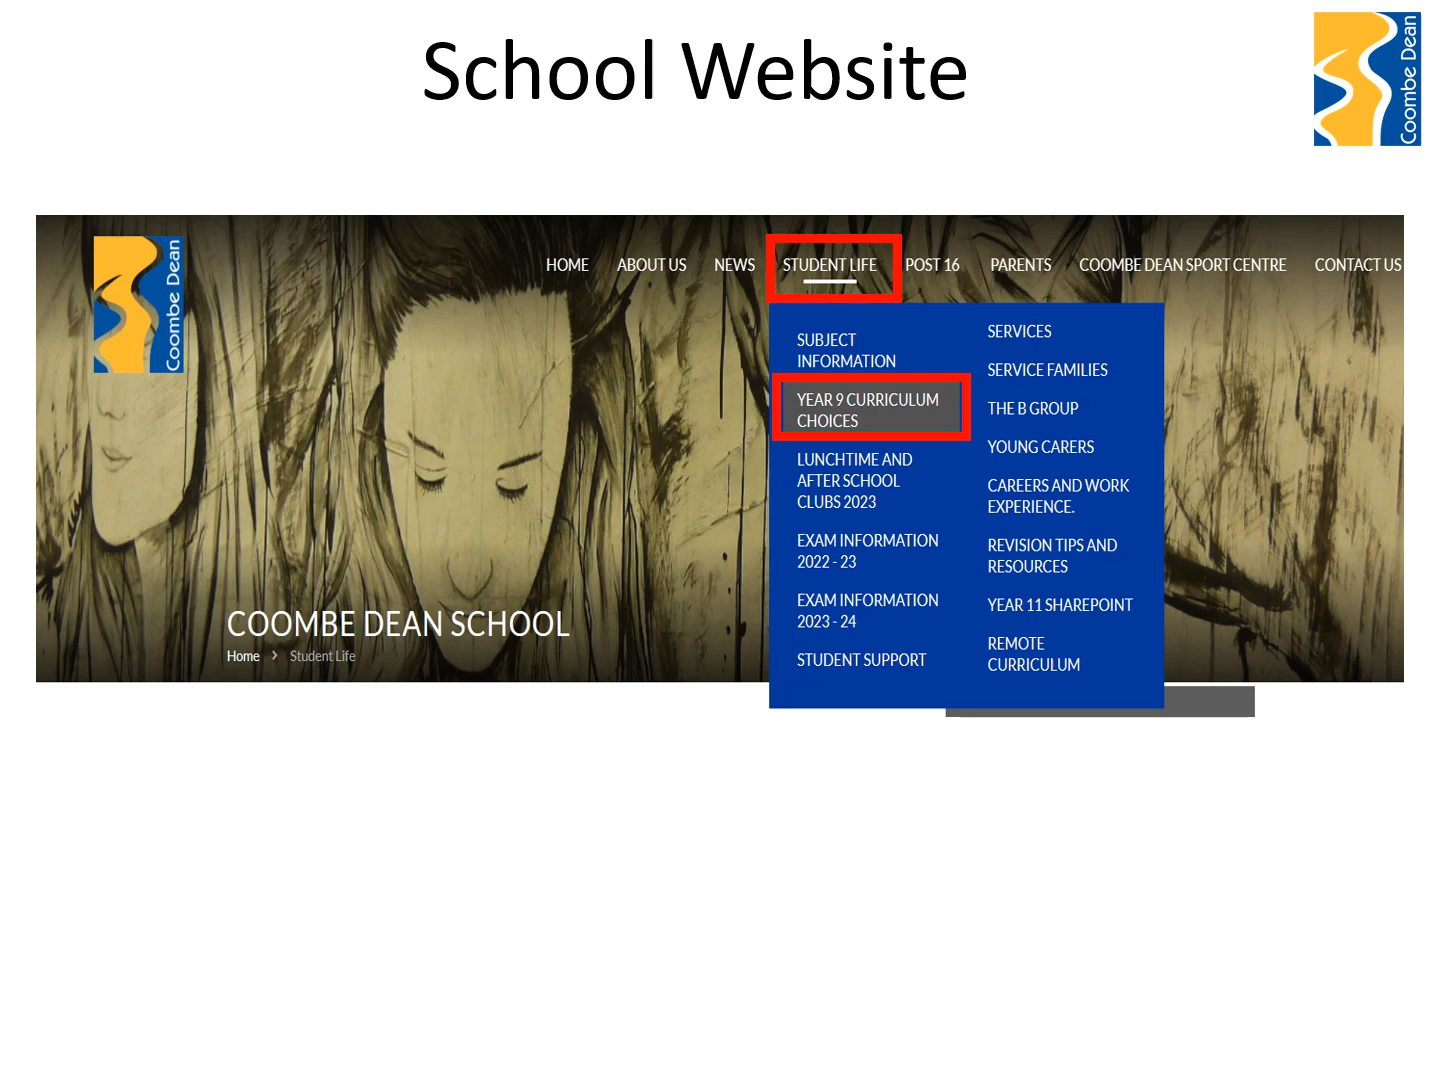 School Website
Coombe Dean
Coombe Dean
HOME ABOUT US NEWS STUDENT LIFE POST 16 PARENTS COOMBE DEAN SPORT CENTRE CONTACT US
SUBJECT
INFORMATION
YEAR 9 CURRICULUM
CHOICES
LUNCHTIME AND
AFTER SCHOOL
CLUBS 2023
EXAM INFORMATION
2022 - 23
EXAM INFORMATION
2023 - 24
STUDENT SUPPORT
SERVICES
SERVICE FAMILIES
THE B GROUP
YOUNG CARERS
CAREERS AND WORK
EXPERIENCE.
REVISION TIPS AND
RESOURCES
YEAR 11 SHAREPOINT
REMOTE
CURRICULUM
COOMBE DEAN SCHOOL
Home > Student Life